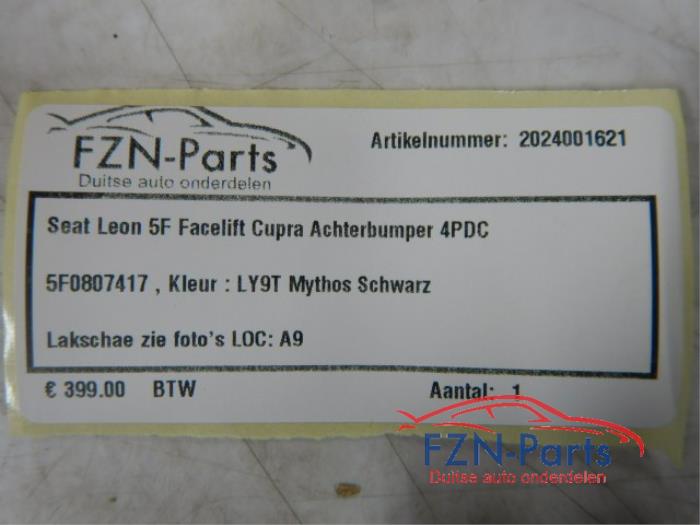 FZN-Parts
Duitse auto onderdelen
Artikelnummer: 2024001621
Seat Leon 5F Facelift Cupra Achterbumper 4PDC
5F0807417 , Kleur : LY9T Mythos Schwarz
Lakschae zie foto's LOC: A9
€ 399.00 BTW Aantal: 1
FZN-Parts
Duitse auto onderdelen